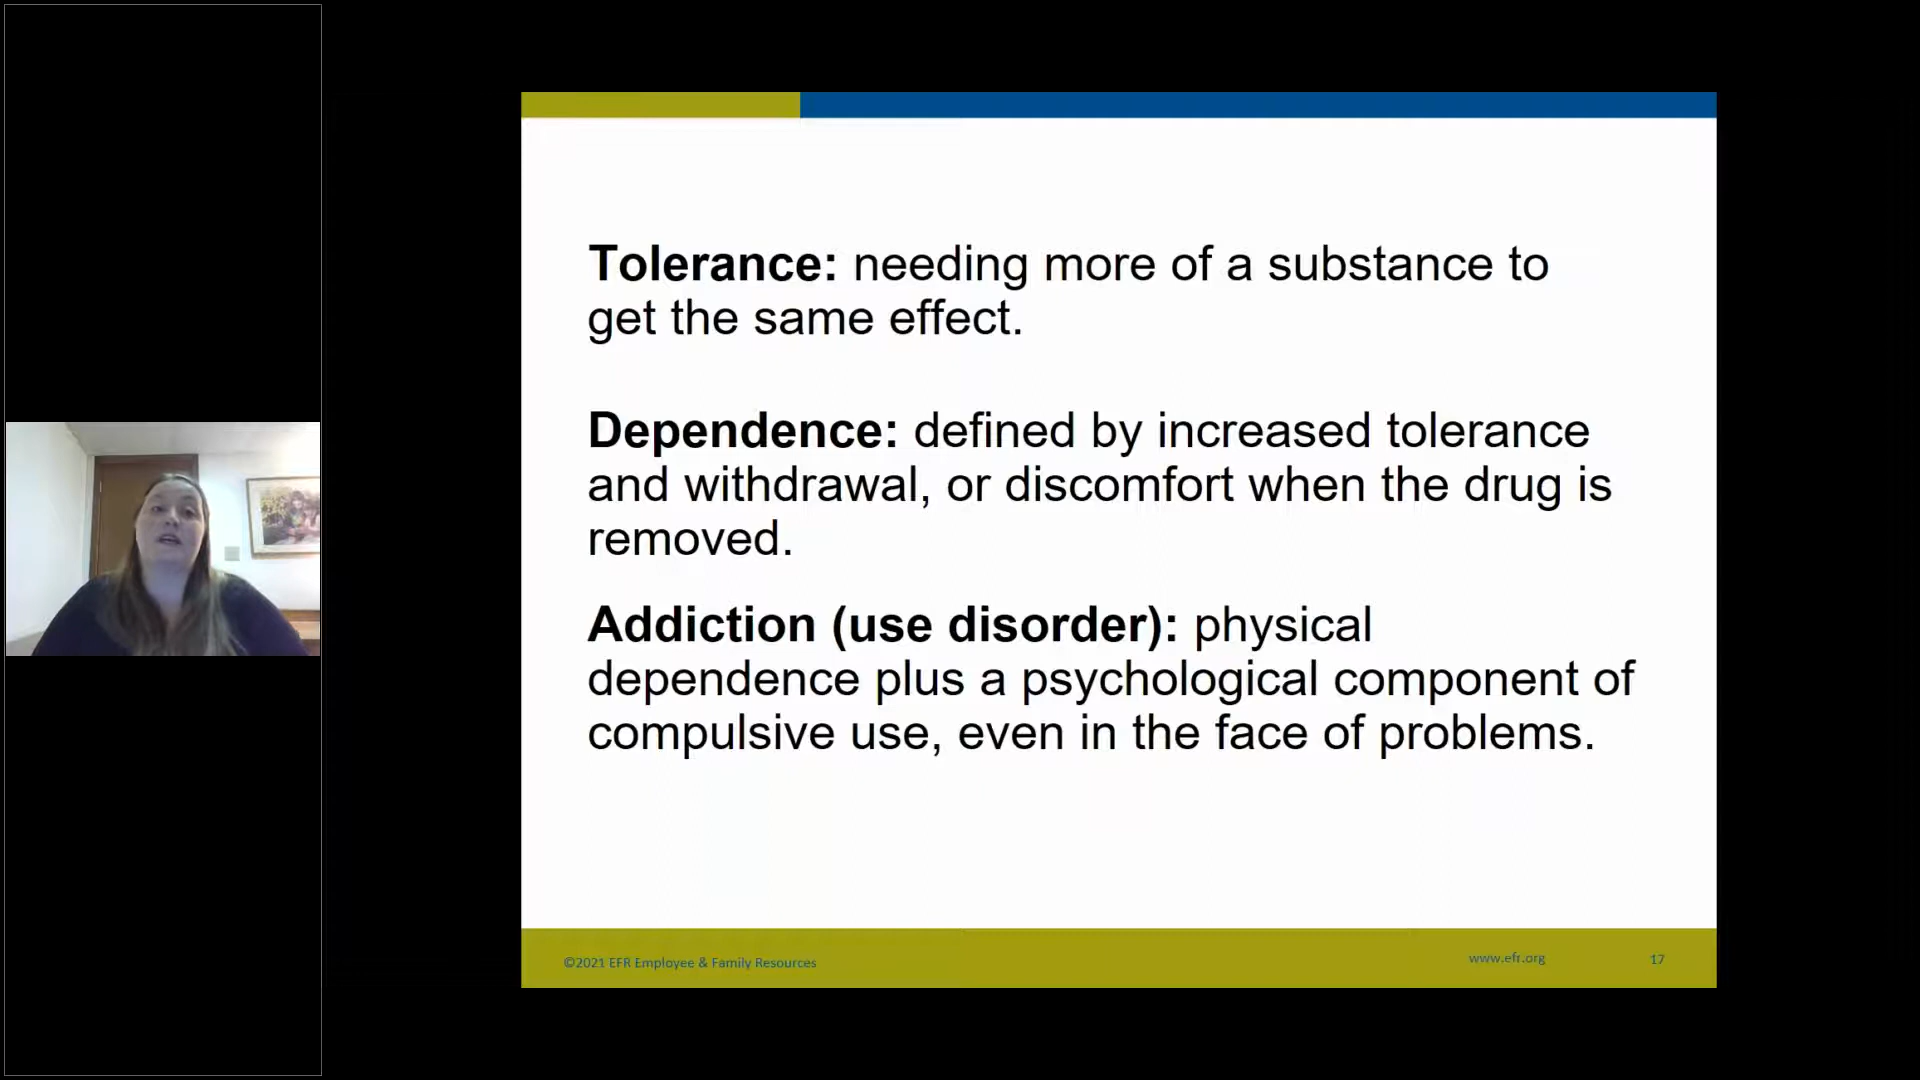 Tolerance: needing more of a substance to
get the same effect.
Dependence: defined by increased tolerance
and withdrawal, or discomfort when the drug is
removed.
Addiction (use disorder): physical
dependence plus a psychological component of
compulsive use, even in the face of problems.
©2021 EFR Employee & Family Resources
www.efr.org
17